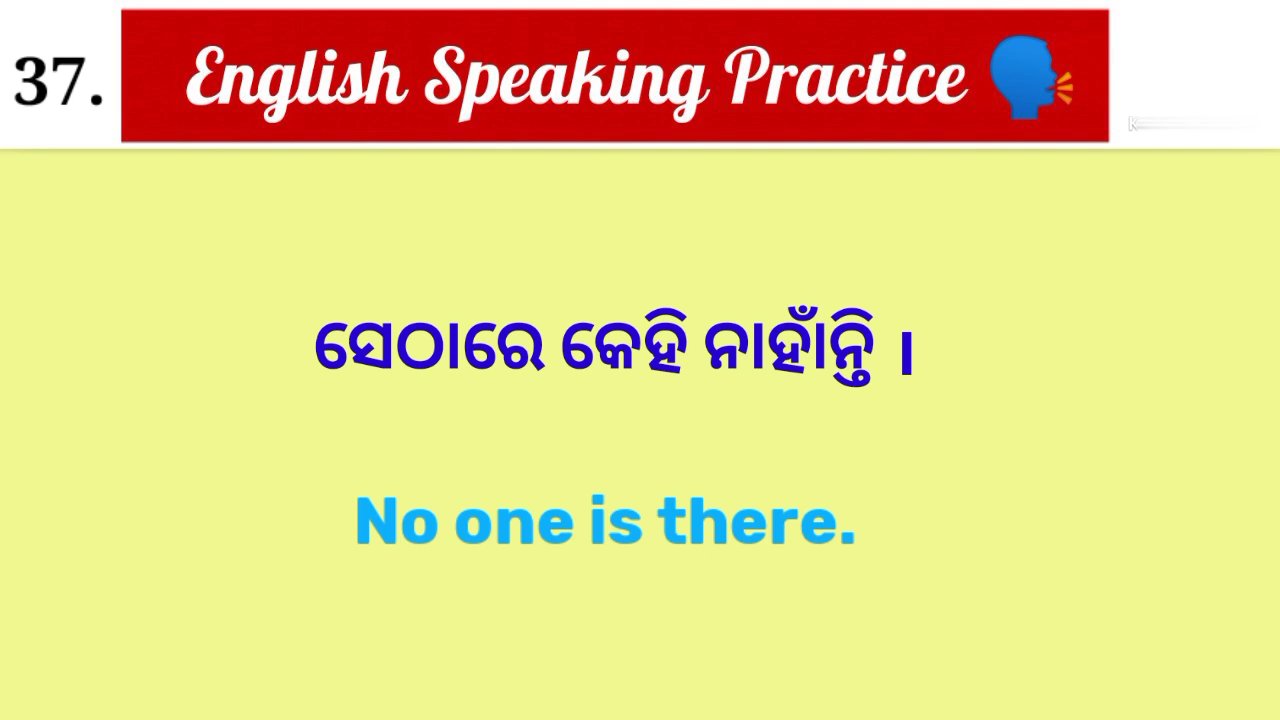 37. English Speaking Practice
ସେଠାରେ କେହି ନାହାଁନ୍ତି ।
No one is there.